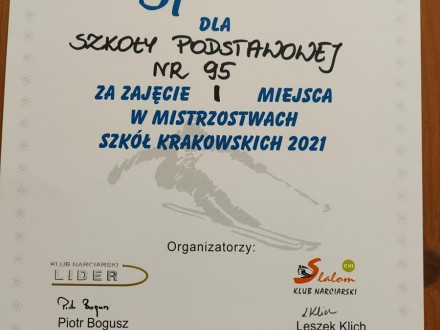 DLA
SZKOŁY PODSTAWOWEJ
NR 95
ZA ZAJĘCIE I MIEJSCA
W MISTRZOSTWACH
SZKÓŁ KRAKOWSKICH 2021
Organizatorzy:
KLUB NARCIARSKI
LIDER
Slalom
KLUB NARCIARSKI
Piotr Bogusz
Leszek Klich